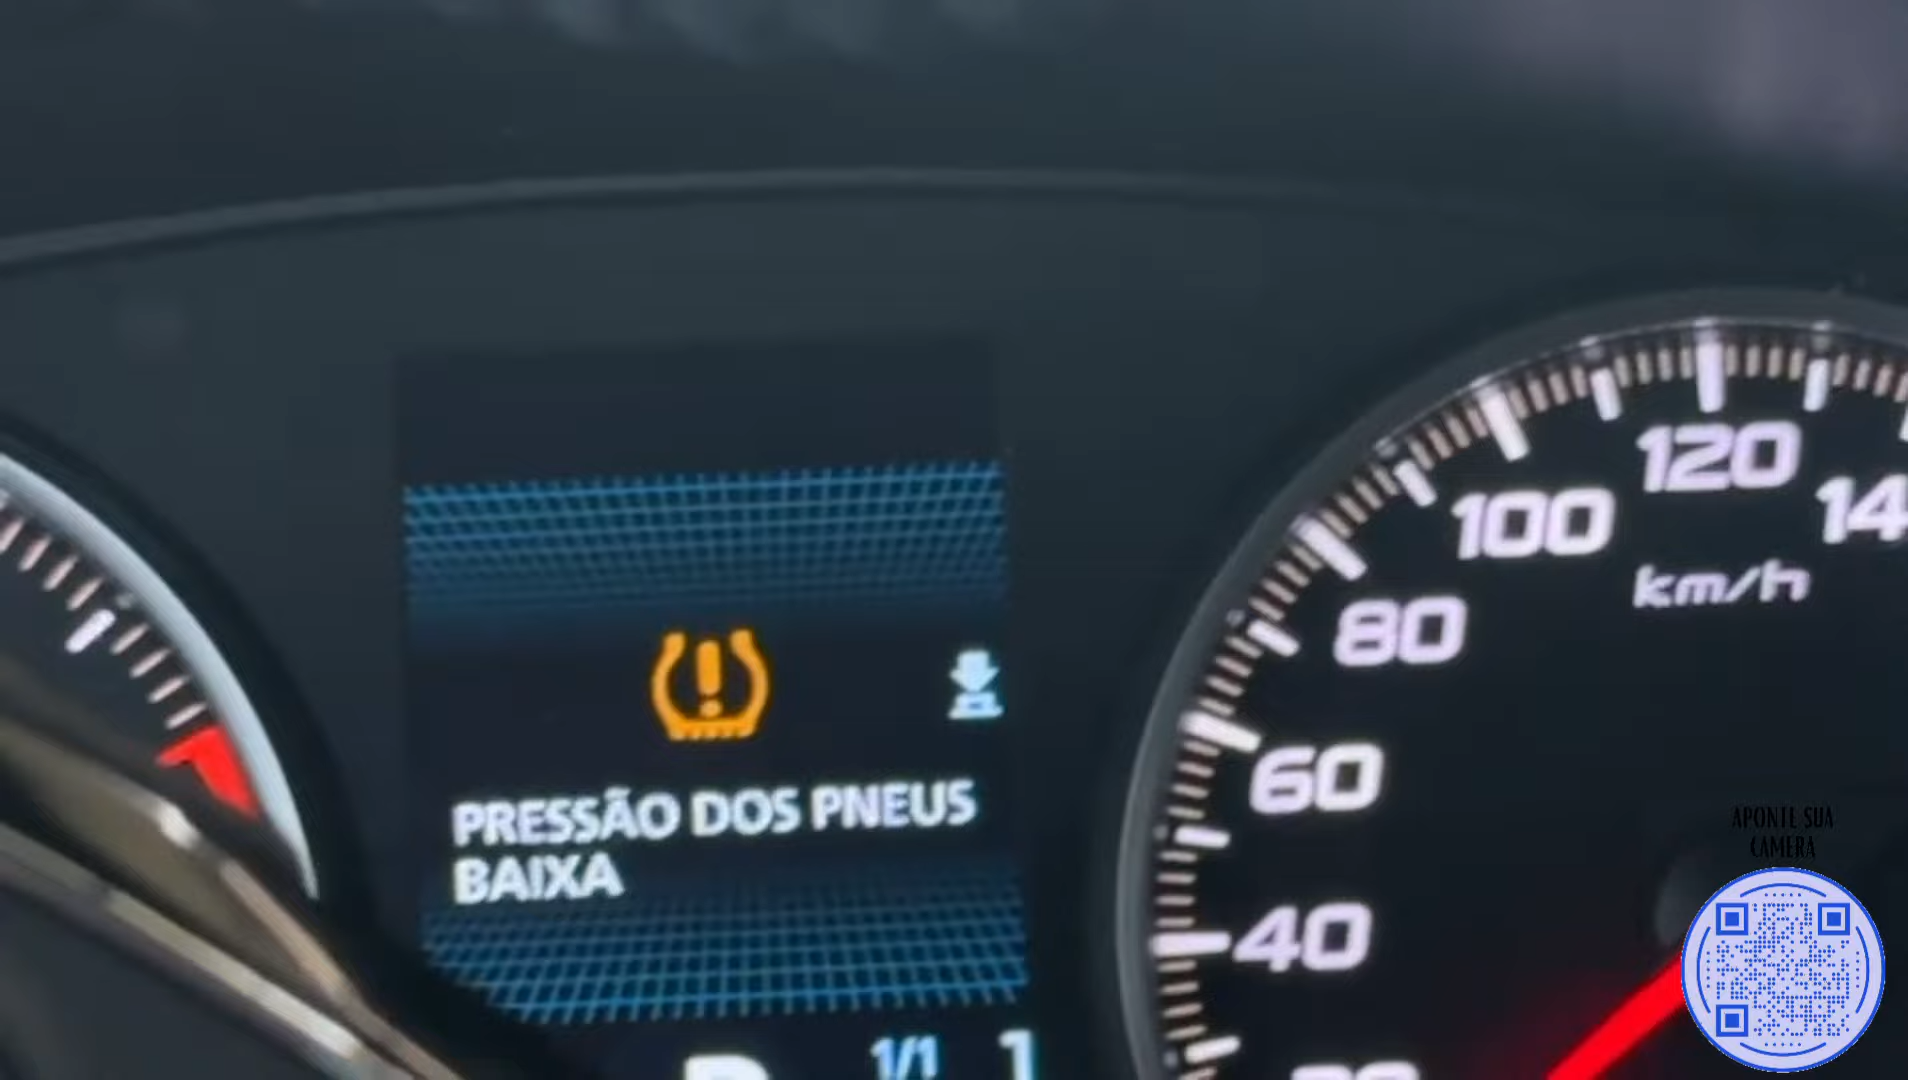 120
100
14
km/h
80
60
40
PRESSÃO DOS PNEUS
BAIXA
1/1
APONTE SUA
CAMERA